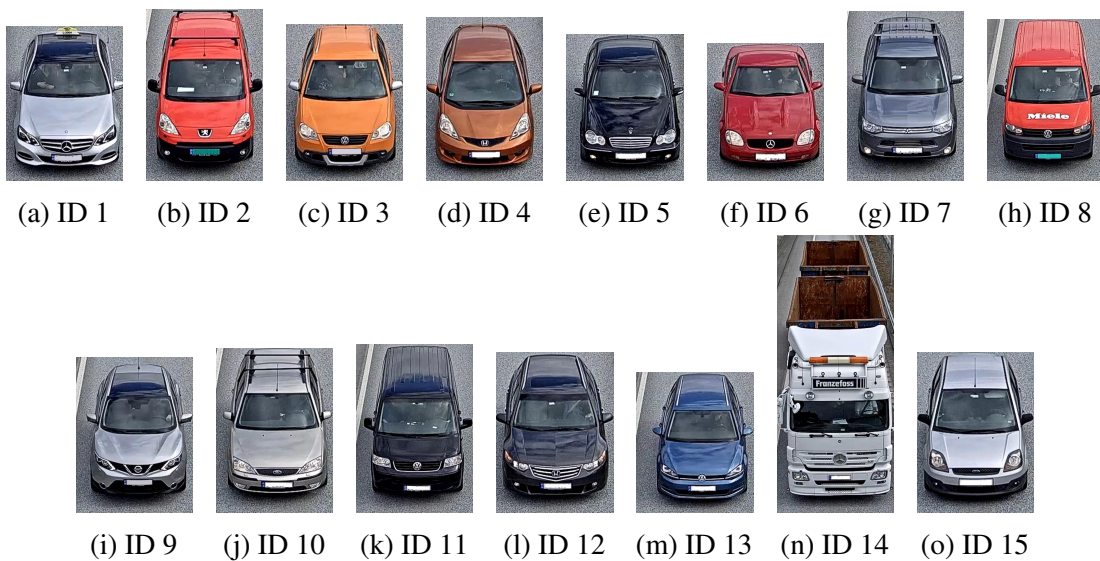 (a) ID 1
(b) ID 2
(c) ID 3
(d) ID 4
(e) ID 5
(f) ID 6
(g) ID 7
Miele
(h) ID 8
(i) ID 9
(j) ID 10
(k) ID 11
(l) ID 12
(m) ID 13
Franzefoss
(n) ID 14
(o) ID 15